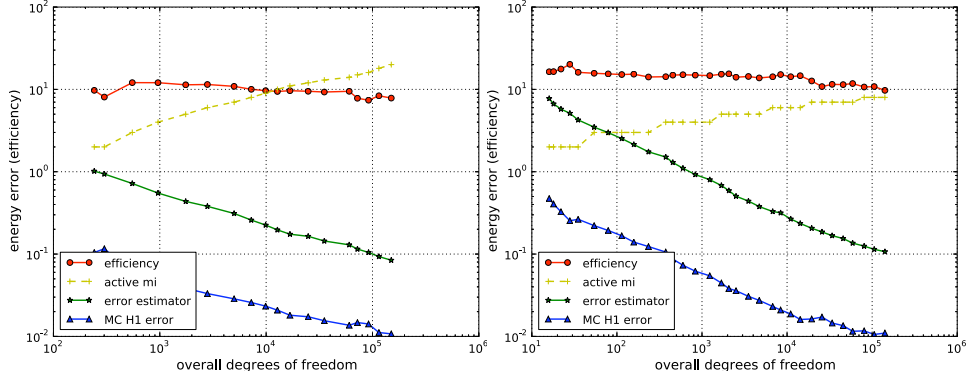 energy error (efficiency)
10^2
10^1
10^0
10^-1
10^-2
efficiency
active mi
error estimator
MC H1 error
10^2
10^3
10^4
10^5
10^6
overall degrees of freedom
energy error (efficiency)
10^2
10^1
10^0
10^-1
10^-2
efficiency
active mi
error estimator
MC H1 error
10^1
10^2
10^3
10^4
10^5
10^6
overall degrees of freedom